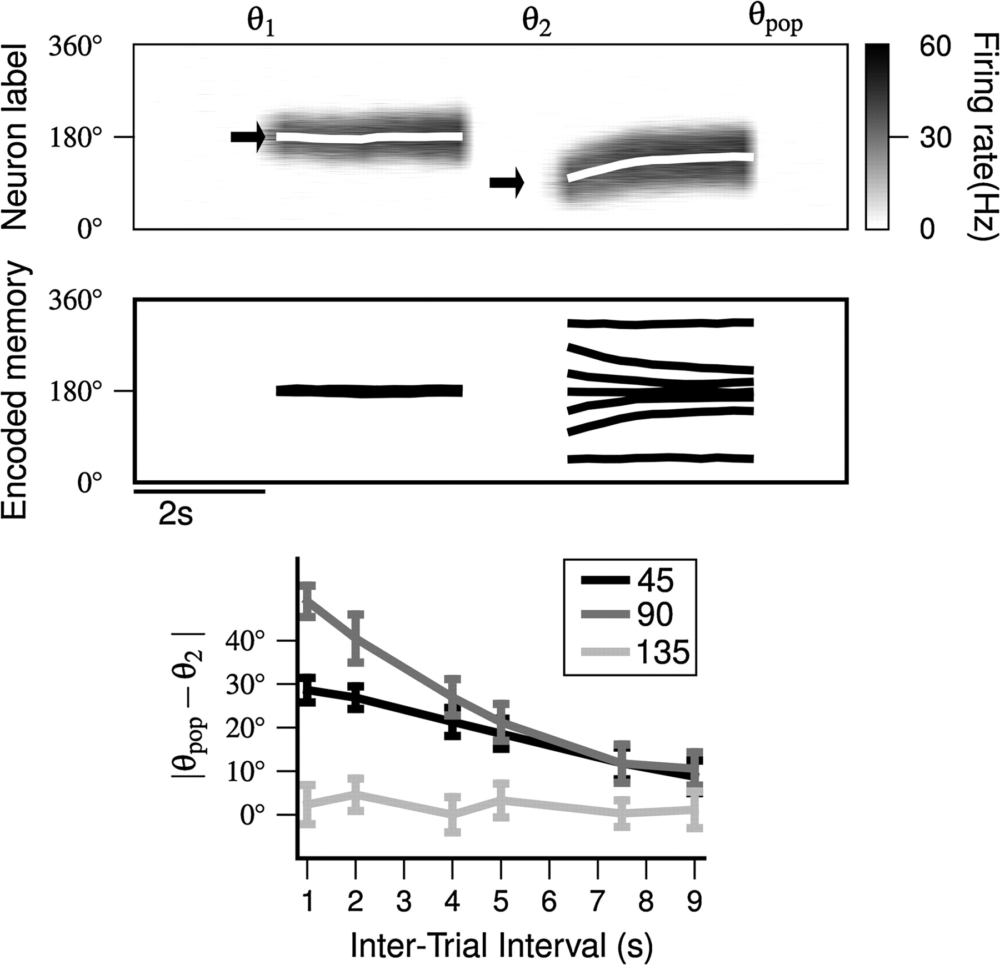 θ1 θ2 θpop
360°
180°
0°
Neuron label
60
30
0
Firing rate(Hz)
360°
180°
0°
Encoded memory
2s
45
90
135
40°
30°
20°
10°
0°
|θpop − θ2 |
1 2 3 4 5 6 7 8 9
Inter-Trial Interval (s)